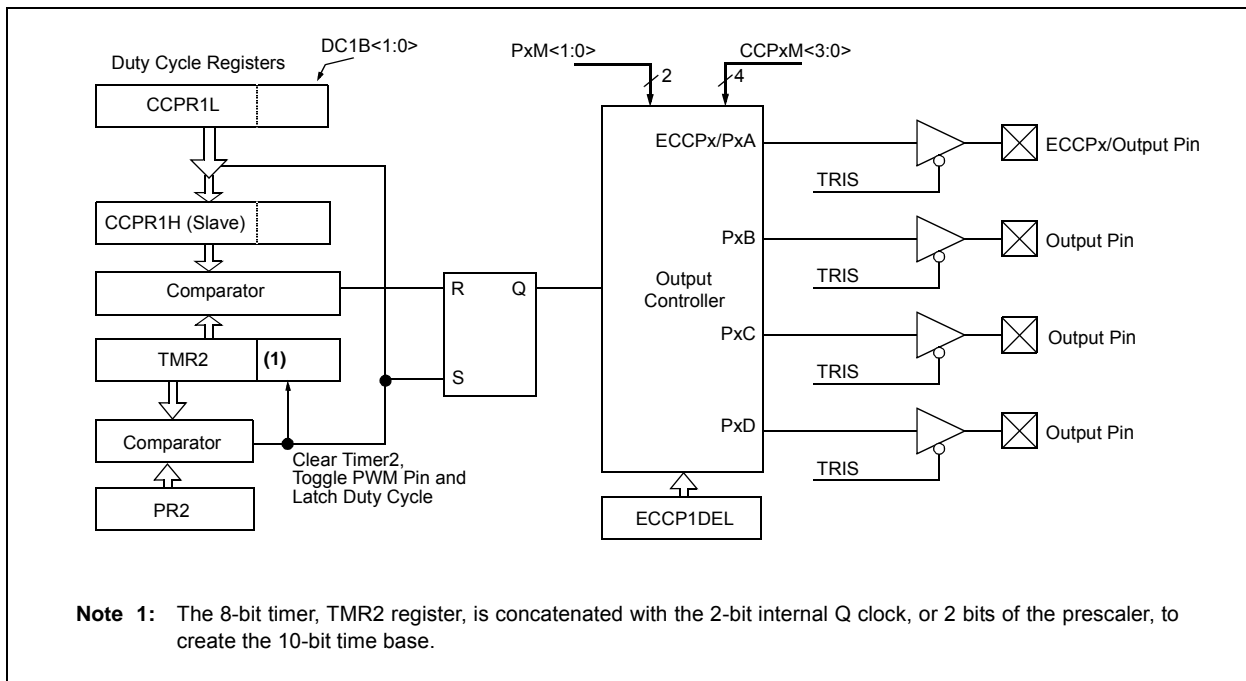 DC1B<1:0>
PxM<1:0>
CCPxM<3:0>
Duty Cycle Registers
2
4
CCPR1L
ECCPx/PxA
ECCPx/Output Pin
TRIS
CCPR1H (Slave)
PxB
Output Pin
Comparator
R
Q
Output
Controller
TRIS
PxC
Output Pin
TMR2
(1)
S
TRIS
PxD
Output Pin
Comparator
Clear Timer2,
Toggle PWM Pin and
Latch Duty Cycle
TRIS
PR2
ECCP1DEL
Note 1: The 8-bit timer, TMR2 register, is concatenated with the 2-bit internal Q clock, or 2 bits of the prescaler, to
create the 10-bit time base.